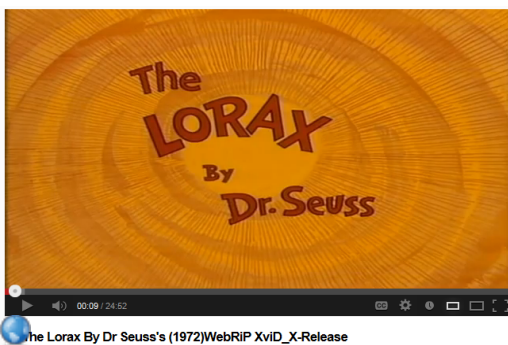 The
LORAX
By
Dr. Seuss
00:09 / 24:52
CC
The Lorax By Dr Seuss's (1972)WebRiP XviD_X-Release